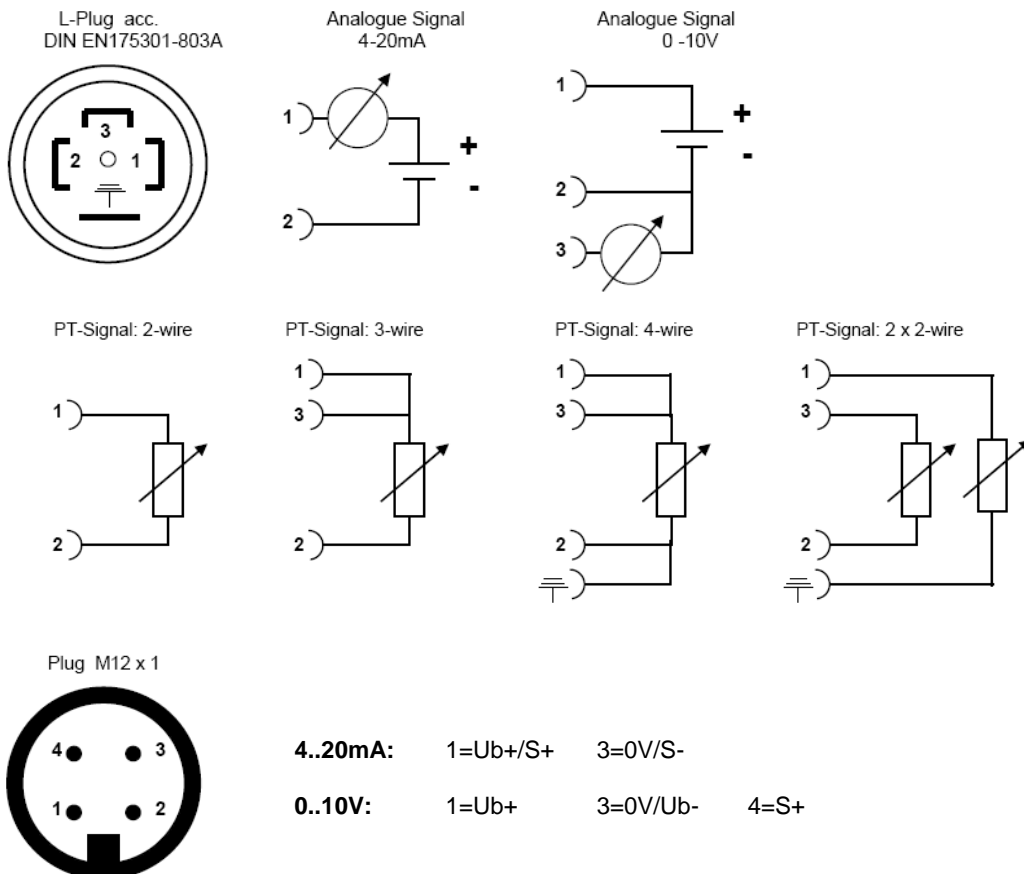 L-Plug acc.
DIN EN175301-803A
3
2
1
Analogue Signal
4-20mA
1
+
-
2
Analogue Signal
0 -10V
1
+
-
2
3
PT-Signal: 2-wire
1
2
PT-Signal: 3-wire
1
3
2
PT-Signal: 4-wire
1
3
2
PT-Signal: 2 x 2-wire
1
3
2
Plug M12 x 1
4 3
1 2
4..20mA: 1=Ub+/S+ 3=0V/S-
0..10V: 1=Ub+ 3=0V/Ub- 4=S+